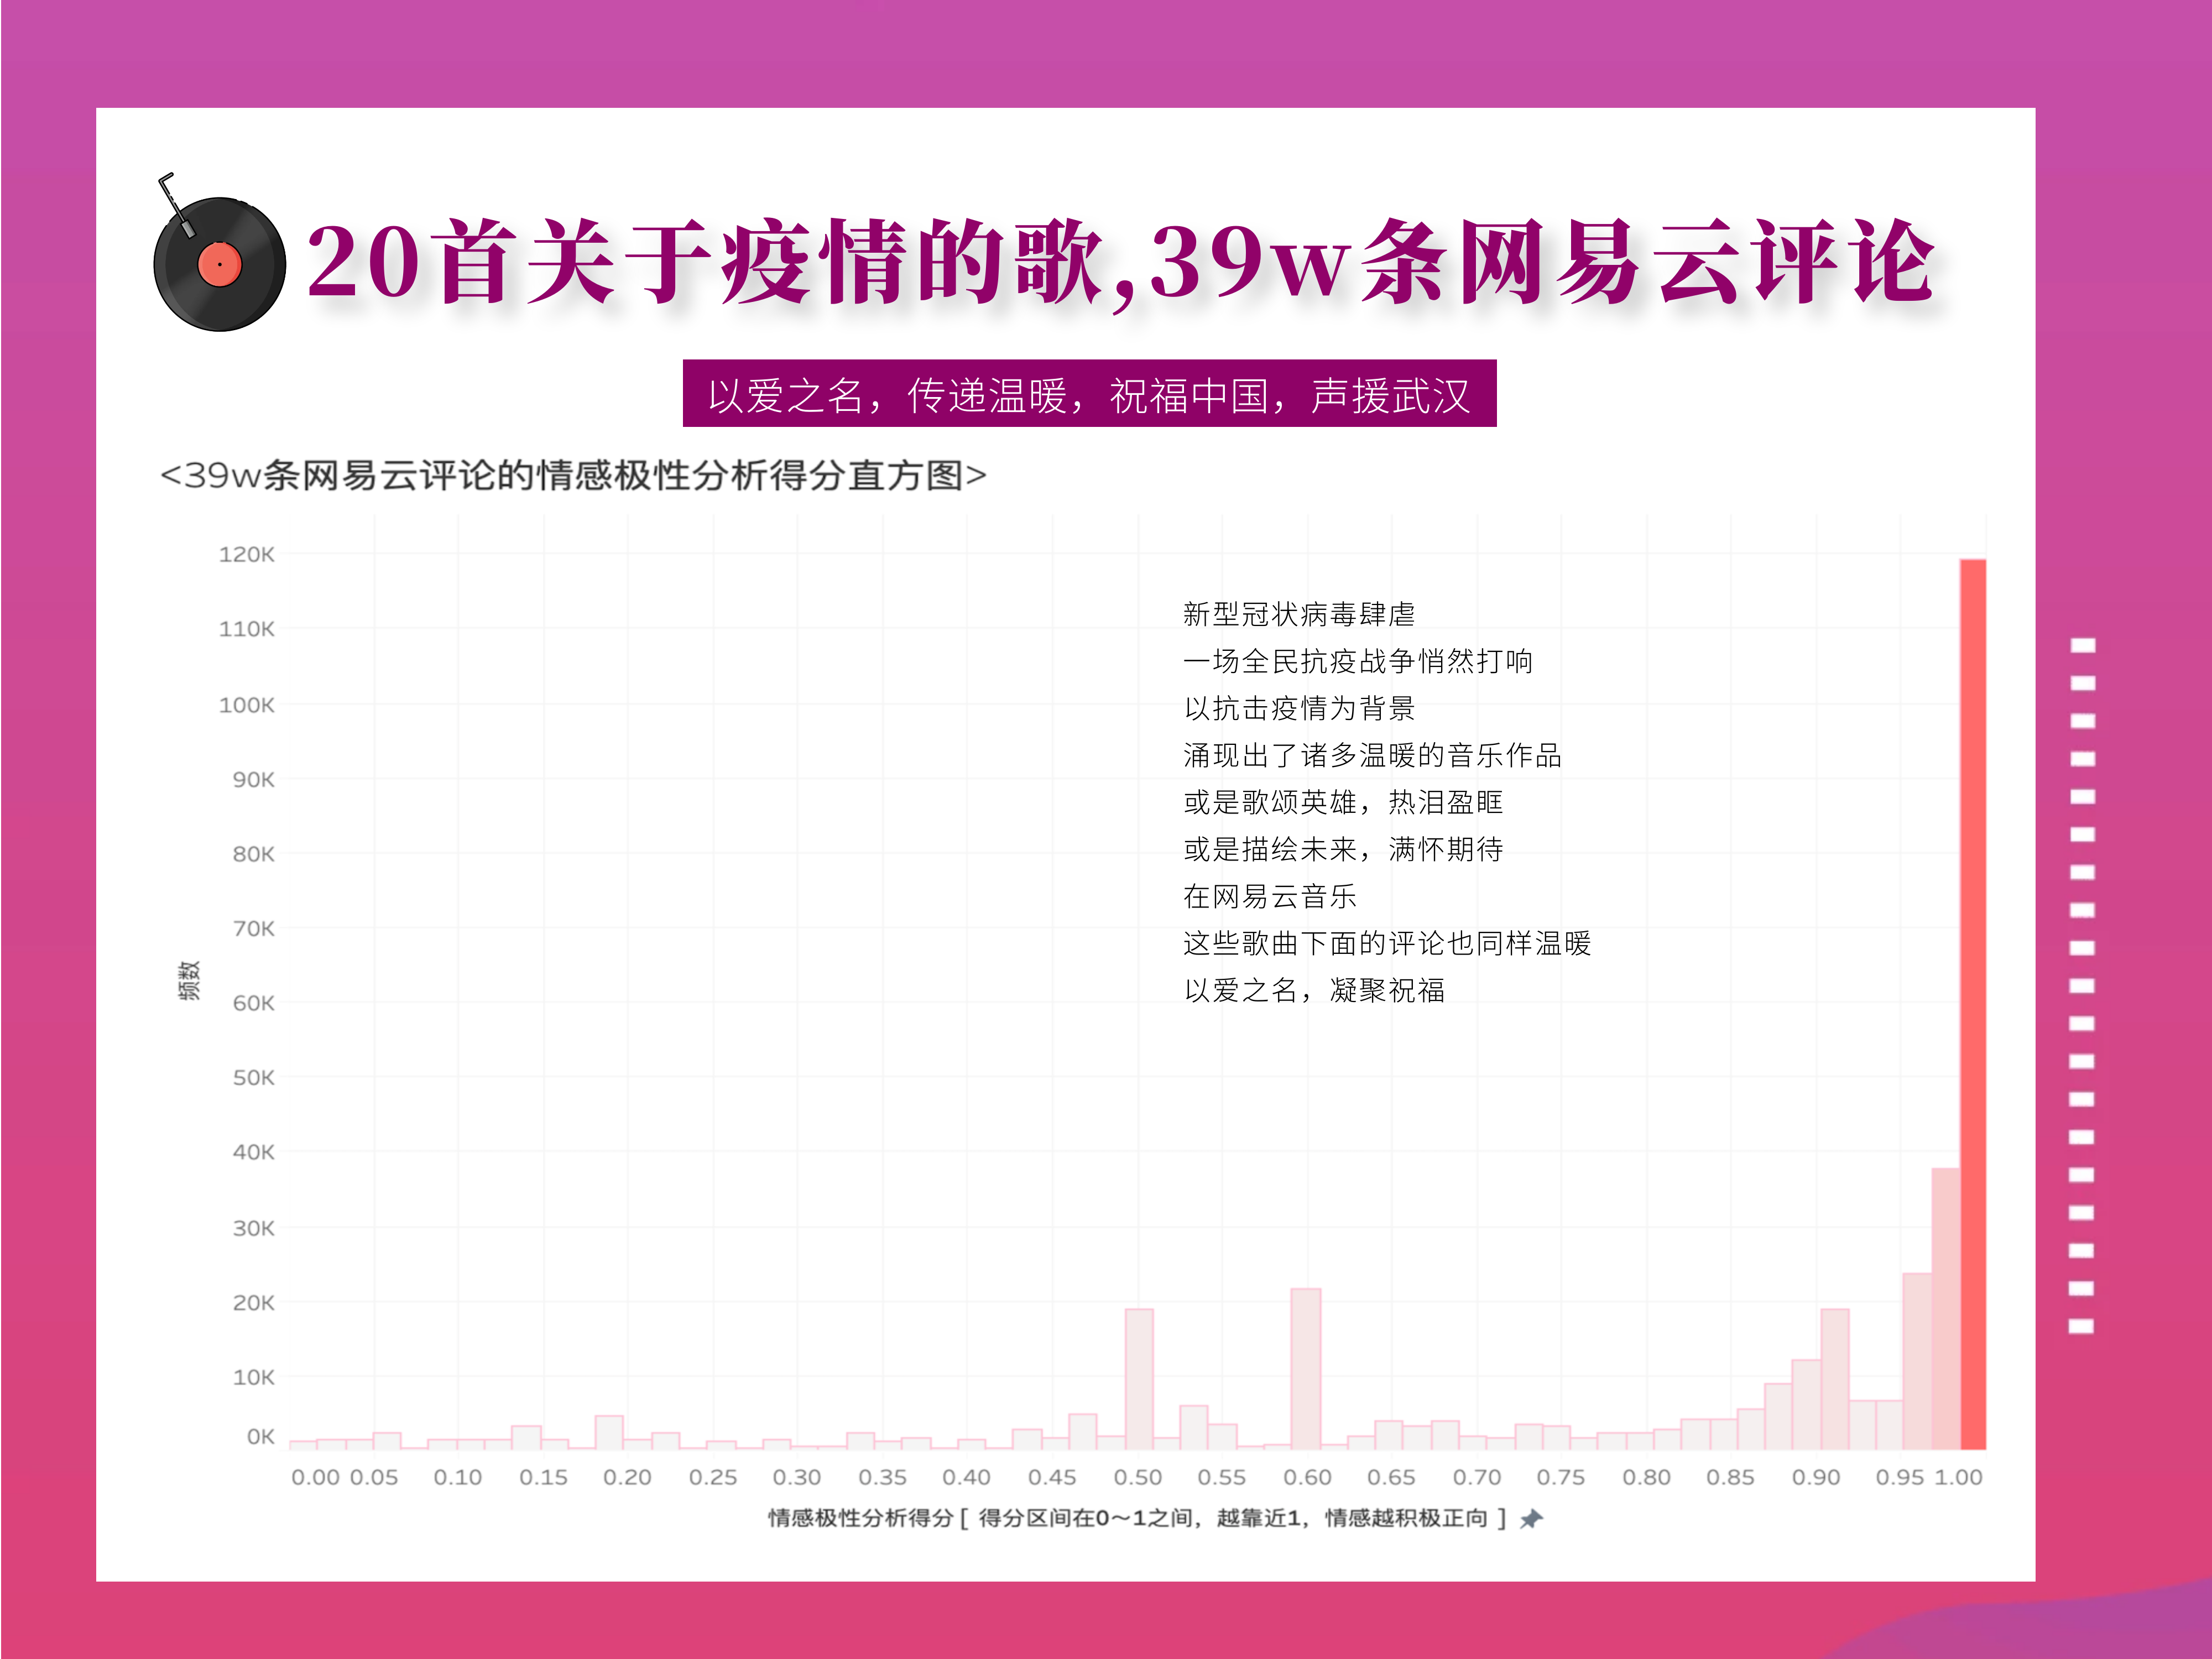 20首关于疫情的歌,39w条网易云评论
以爱之名，传递温暖，祝福中国，声援武汉
<39w条网易云评论的情感极性分析得分直方图>
新型冠状病毒肆虐
一场全民抗疫战争悄然打响
以抗击疫情为背景
涌现出了诸多温暖的音乐作品
或是歌颂英雄，热泪盈眶
或是描绘未来，满怀期待
在网易云音乐
这些歌曲下面的评论也同样温暖
以爱之名，凝聚祝福
频数
120K
110K
100K
90K
80K
70K
60K
50K
40K
30K
20K
10K
0K
0.00 0.05 0.10 0.15 0.20 0.25 0.30 0.35 0.40 0.45 0.50 0.55 0.60 0.65 0.70 0.75 0.80 0.85 0.90 0.95 1.00
情感极性分析得分 [ 得分区间在0～1之间，越靠近1，情感越积极正向 ]